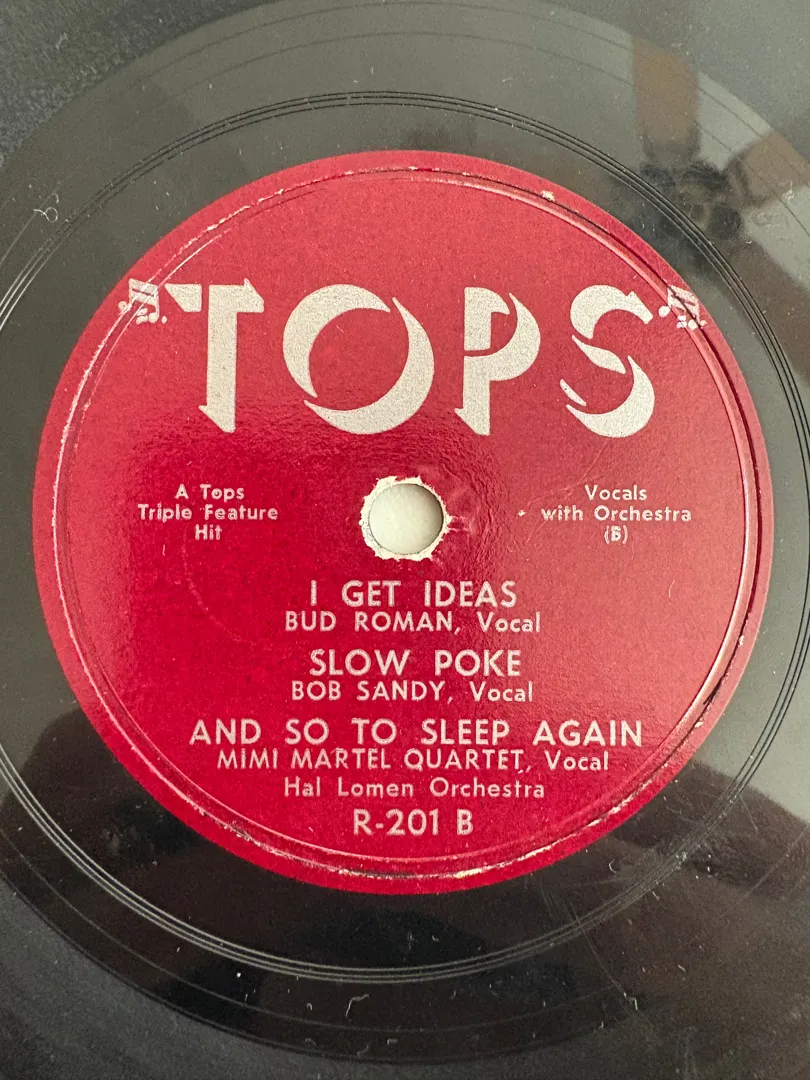 TOPS
A Tops
Triple Feature
Hit
Vocals
with Orchestra
(B)
I GET IDEAS
BUD ROMAN, Vocal
SLOW POKE
BOB SANDY, Vocal
AND SO TO SLEEP AGAIN
MIMI MARTEL QUARTET, Vocal
Hal Lomen Orchestra
R-201 B